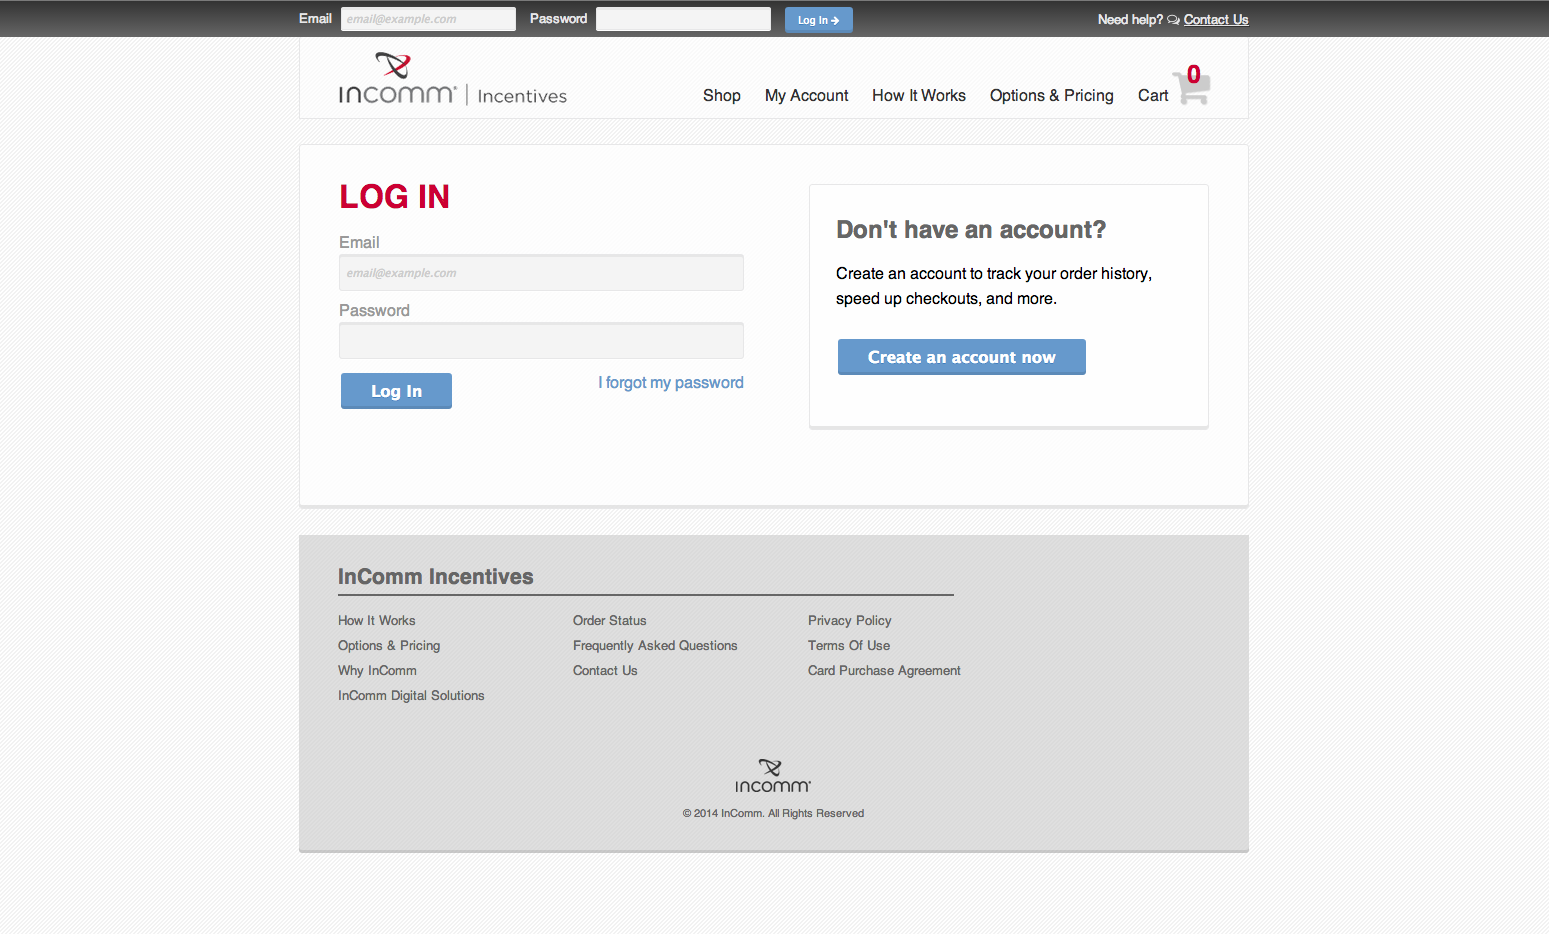 Email email@example.com Password Log In Need help? Contact Us
0
incomm | Incentives Shop My Account How It Works Options & Pricing Cart
LOG IN
Email
email@example.com
Password
Log In I forgot my password
Don't have an account?
Create an account to track your order history,
speed up checkouts, and more.
Create an account now
InComm Incentives
How It Works Order Status Privacy Policy
Options & Pricing Frequently Asked Questions Terms Of Use
Why InComm Contact Us Card Purchase Agreement
InComm Digital Solutions
incomm
© 2014 InComm. All Rights Reserved